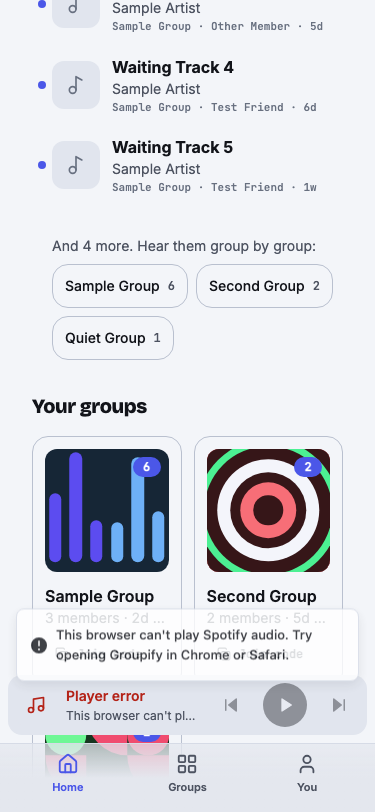 Sample Artist
Sample Group · Other Member · 5d
Waiting Track 4
Sample Artist
Sample Group · Test Friend · 6d
Waiting Track 5
Sample Artist
Sample Group · Test Friend · 1w
And 4 more. Hear them group by group:
Sample Group 6
Second Group 2
Quiet Group 1
Your groups
6
2
Sample Group
Second Group
3 members · 2d ...
2 members · 5d ...
This browser can't play Spotify audio. Try
opening Groupify in Chrome or Safari.
Player error
This browser can't pl...
Home
Groups
You